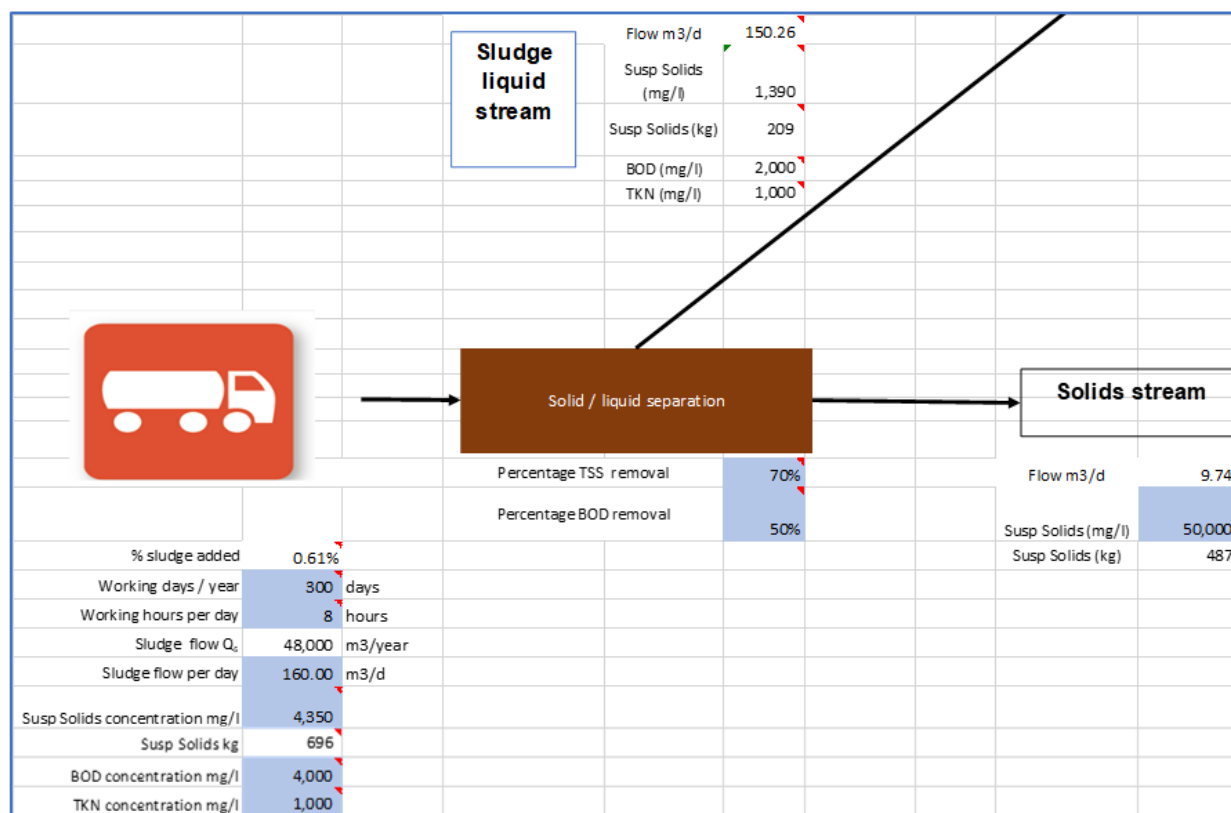 Sludge
liquid
stream
Flow m3/d 150.26
Susp Solids
(mg/l) 1,390
Susp Solids (kg) 209
BOD (mg/l) 2,000
TKN (mg/l) 1,000
Solid / liquid separation
Solids stream
Percentage TSS removal 70%
Percentage BOD removal
50%
Flow m3/d 9.74
Susp Solids (mg/l) 50,000
Susp Solids (kg) 487
% sludge added 0.61%
Working days / year 300 days
Working hours per day 8 hours
Sludge flow Qs 48,000 m3/year
Sludge flow per day 160.00 m3/d
Susp Solids concentration mg/l 4,350
Susp Solids kg 696
BOD concentration mg/l 4,000
TKN concentration mg/l 1,000